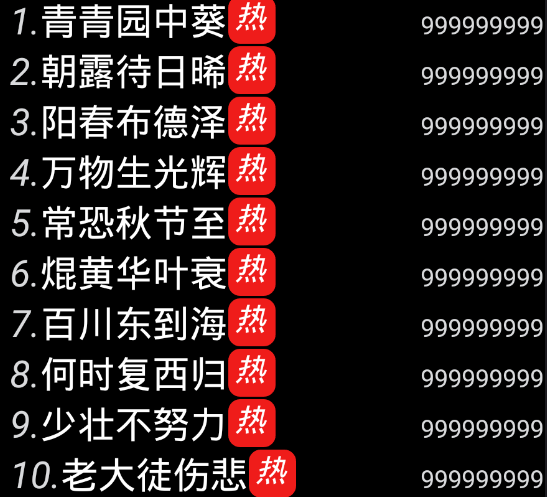 1.青青园中葵热 999999999
2.朝露待日晞热 999999999
3.阳春布德泽热 999999999
4.万物生光辉热 999999999
5.常恐秋节至热 999999999
6.焜黄华叶衰热 999999999
7.百川东到海热 999999999
8.何时复西归热 999999999
9.少壮不努力热 999999999
10.老大徒伤悲热 999999999